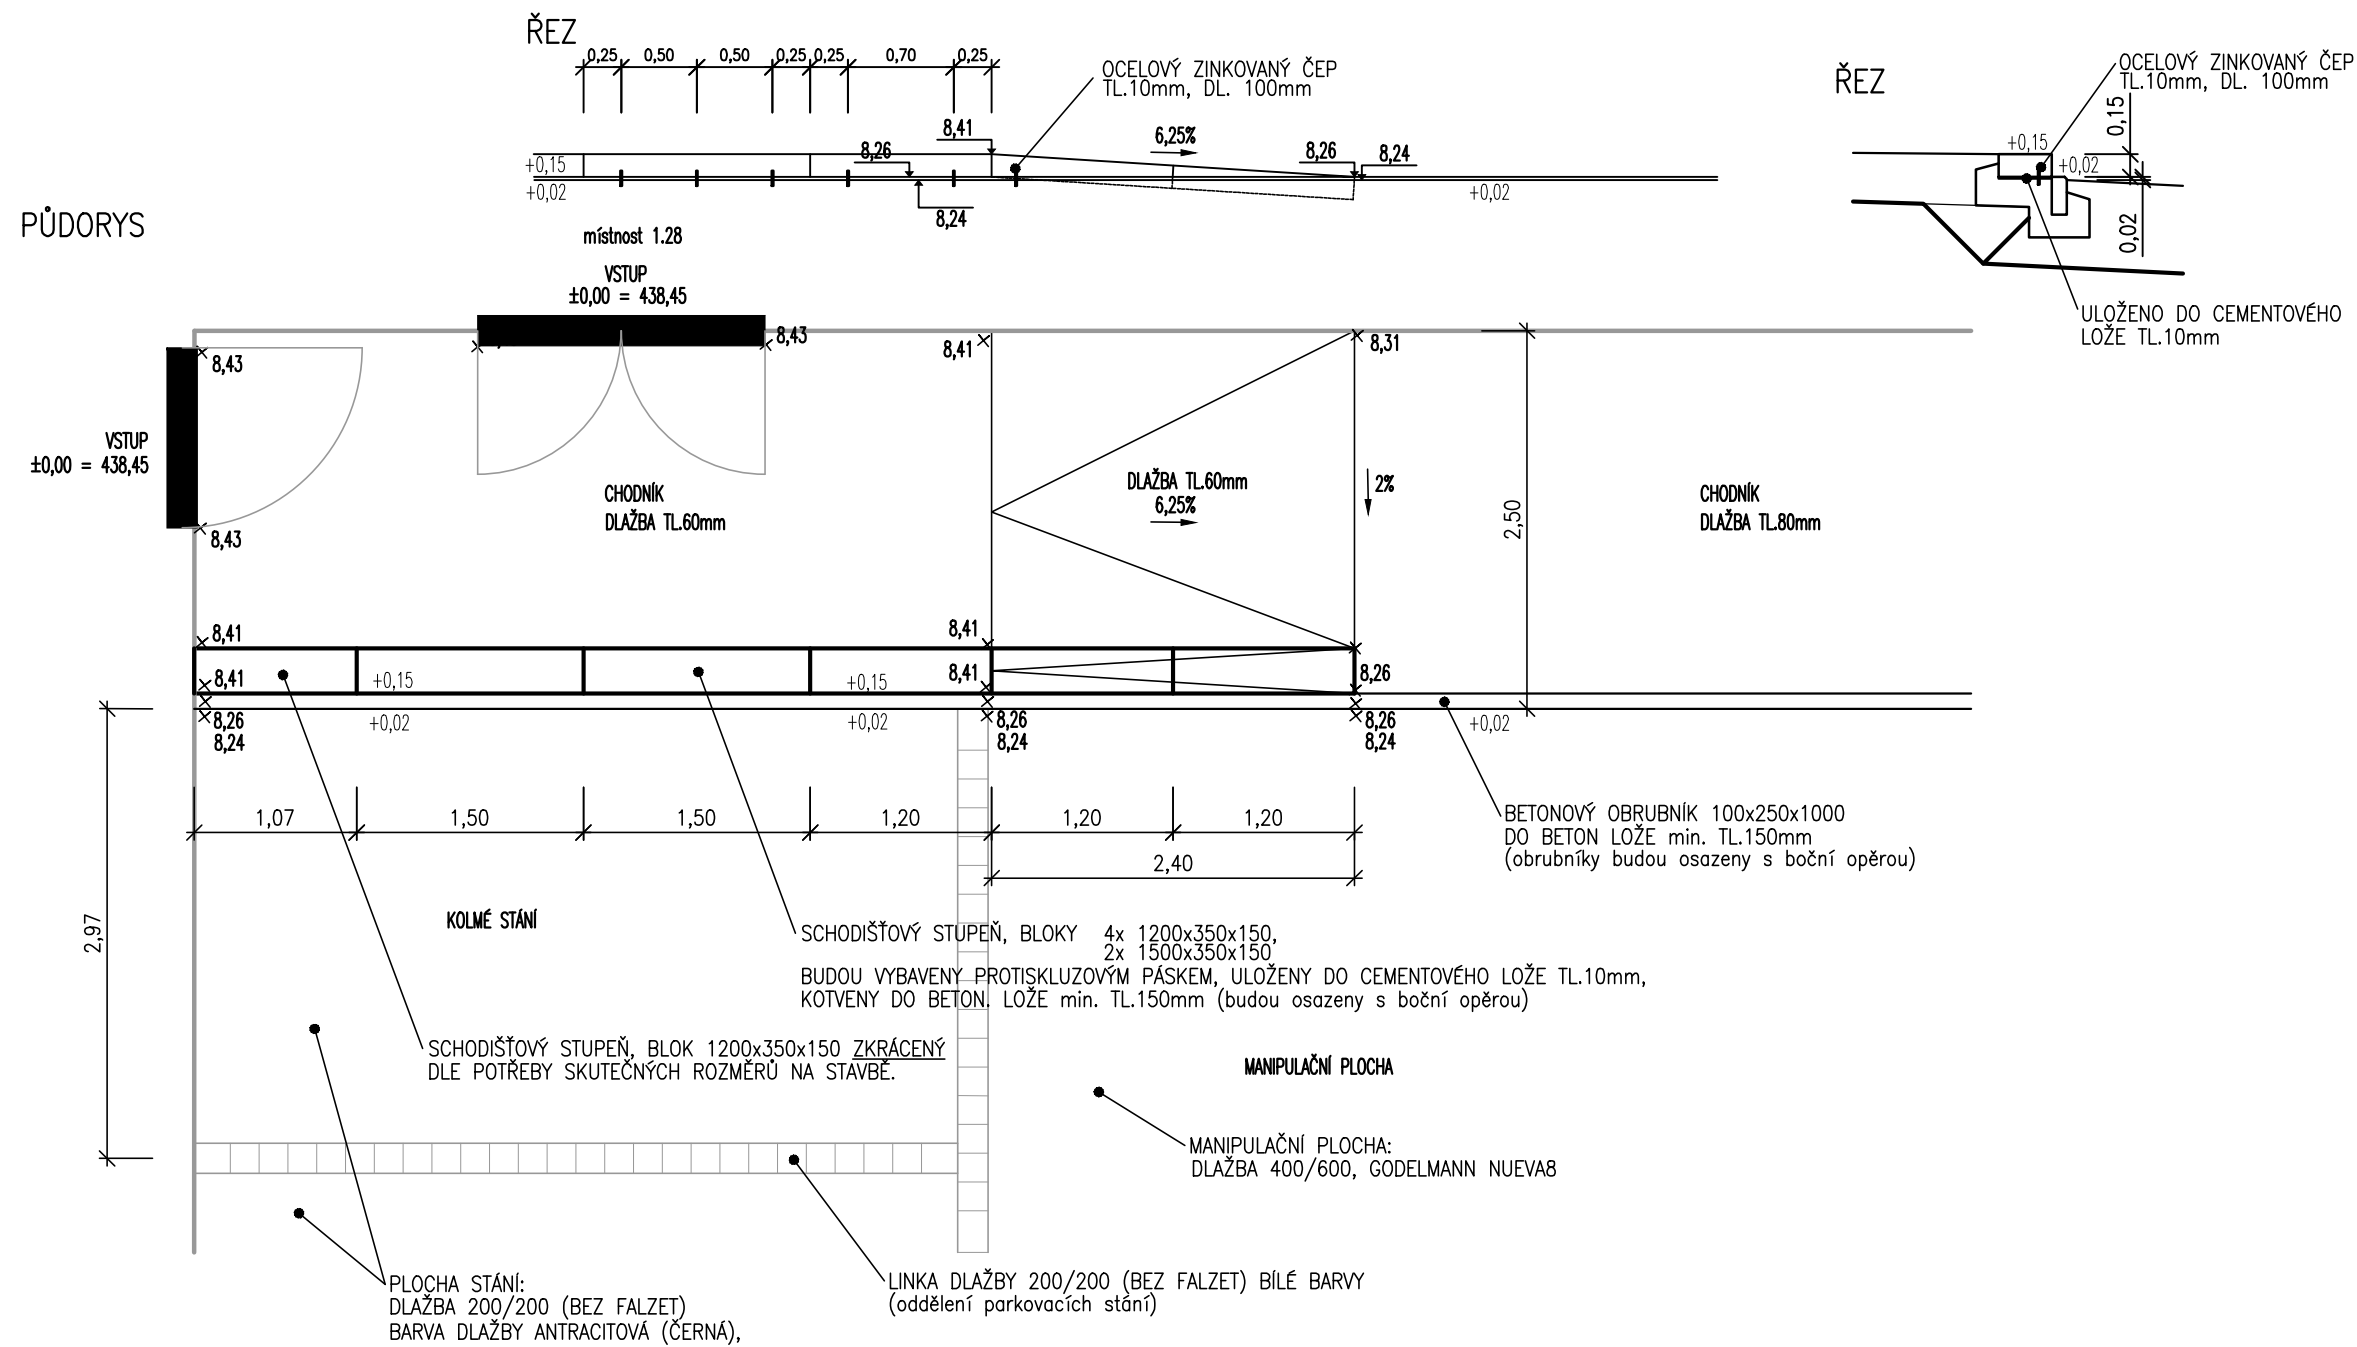 ŘEZ
0,25 0,50 0,50 0,25 0,25 0,70 0,25
OCELOVÝ ZINKOVANÝ ČEP
TL.10mm, DL. 100mm
8,41
6,25%
8,26
8,26
8,24
+0,15
+0,02
+0,02
8,24
ŘEZ
OCELOVÝ ZINKOVANÝ ČEP
TL.10mm, DL. 100mm
0,15
+0,15
+0,02
0,02
ULOŽENO DO CEMENTOVÉHO
LOŽE TL.10mm
PŮDORYS
místnost 1.28
VSTUP
±0,00 = 438,45
8,43
8,43
8,41
8,31
VSTUP
±0,00 = 438,45
8,43
CHODNÍK
DLAŽBA TL.60mm
DLAŽBA TL.60mm
6,25%
2%
2,50
CHODNÍK
DLAŽBA TL.80mm
8,41
8,41
8,41
+0,15
+0,15
8,41
8,26
8,26
8,24
+0,02
+0,02
8,26
8,24
8,26
8,24
+0,02
1,07 1,50 1,50 1,20 1,20 1,20
2,40
2,97
BETONOVÝ OBRUBNÍK 100x250x1000
DO BETON LOŽE min. TL.150mm
(obrubníky budou osazeny s boční opěrou)
KOLMÉ STÁNÍ
SCHODIŠŤOVÝ STUPEŇ, BLOKY 4x 1200x350x150,
2x 1500x350x150
BUDOU VYBAVENY PROTISKLUZOVÝM PÁSKEM, ULOŽENY DO CEMENTOVÉHO LOŽE TL.10mm,
KOTVENY DO BETON. LOŽE min. TL.150mm (budou osazeny s boční opěrou)
SCHODIŠŤOVÝ STUPEŇ, BLOK 1200x350x150 ZKRÁCENÝ
DLE POTŘEBY SKUTEČNÝCH ROZMĚRŮ NA STAVBĚ.
MANIPULAČNÍ PLOCHA
MANIPULAČNÍ PLOCHA:
DLAŽBA 400/600, GODELMANN NUEVA8
PLOCHA STÁNÍ:
DLAŽBA 200/200 (BEZ FALZET)
BARVA DLAŽBY ANTRACITOVÁ (ČERNÁ),
LINKA DLAŽBY 200/200 (BEZ FALZET) BÍLÉ BARVY
(oddělení parkovacích stání)